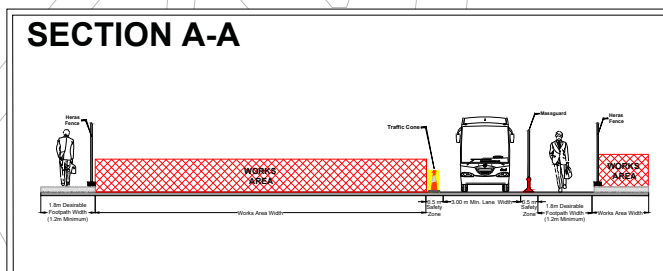 SECTION A-A
Heras
Fence
Traffic Cone
Massguard
Heras
Fence
WORKS
AREA
WORKS
AREA
1.8m Desirable
Footpath Width
(1.2m Minimum)
Works Area Width
0.5 m
Safety
Zone
3.00 m Min. Lane Width
0.5 m
Safety
Zone
1.8m Desirable
Footpath Width
(1.2m Minimum)
Works Area Width